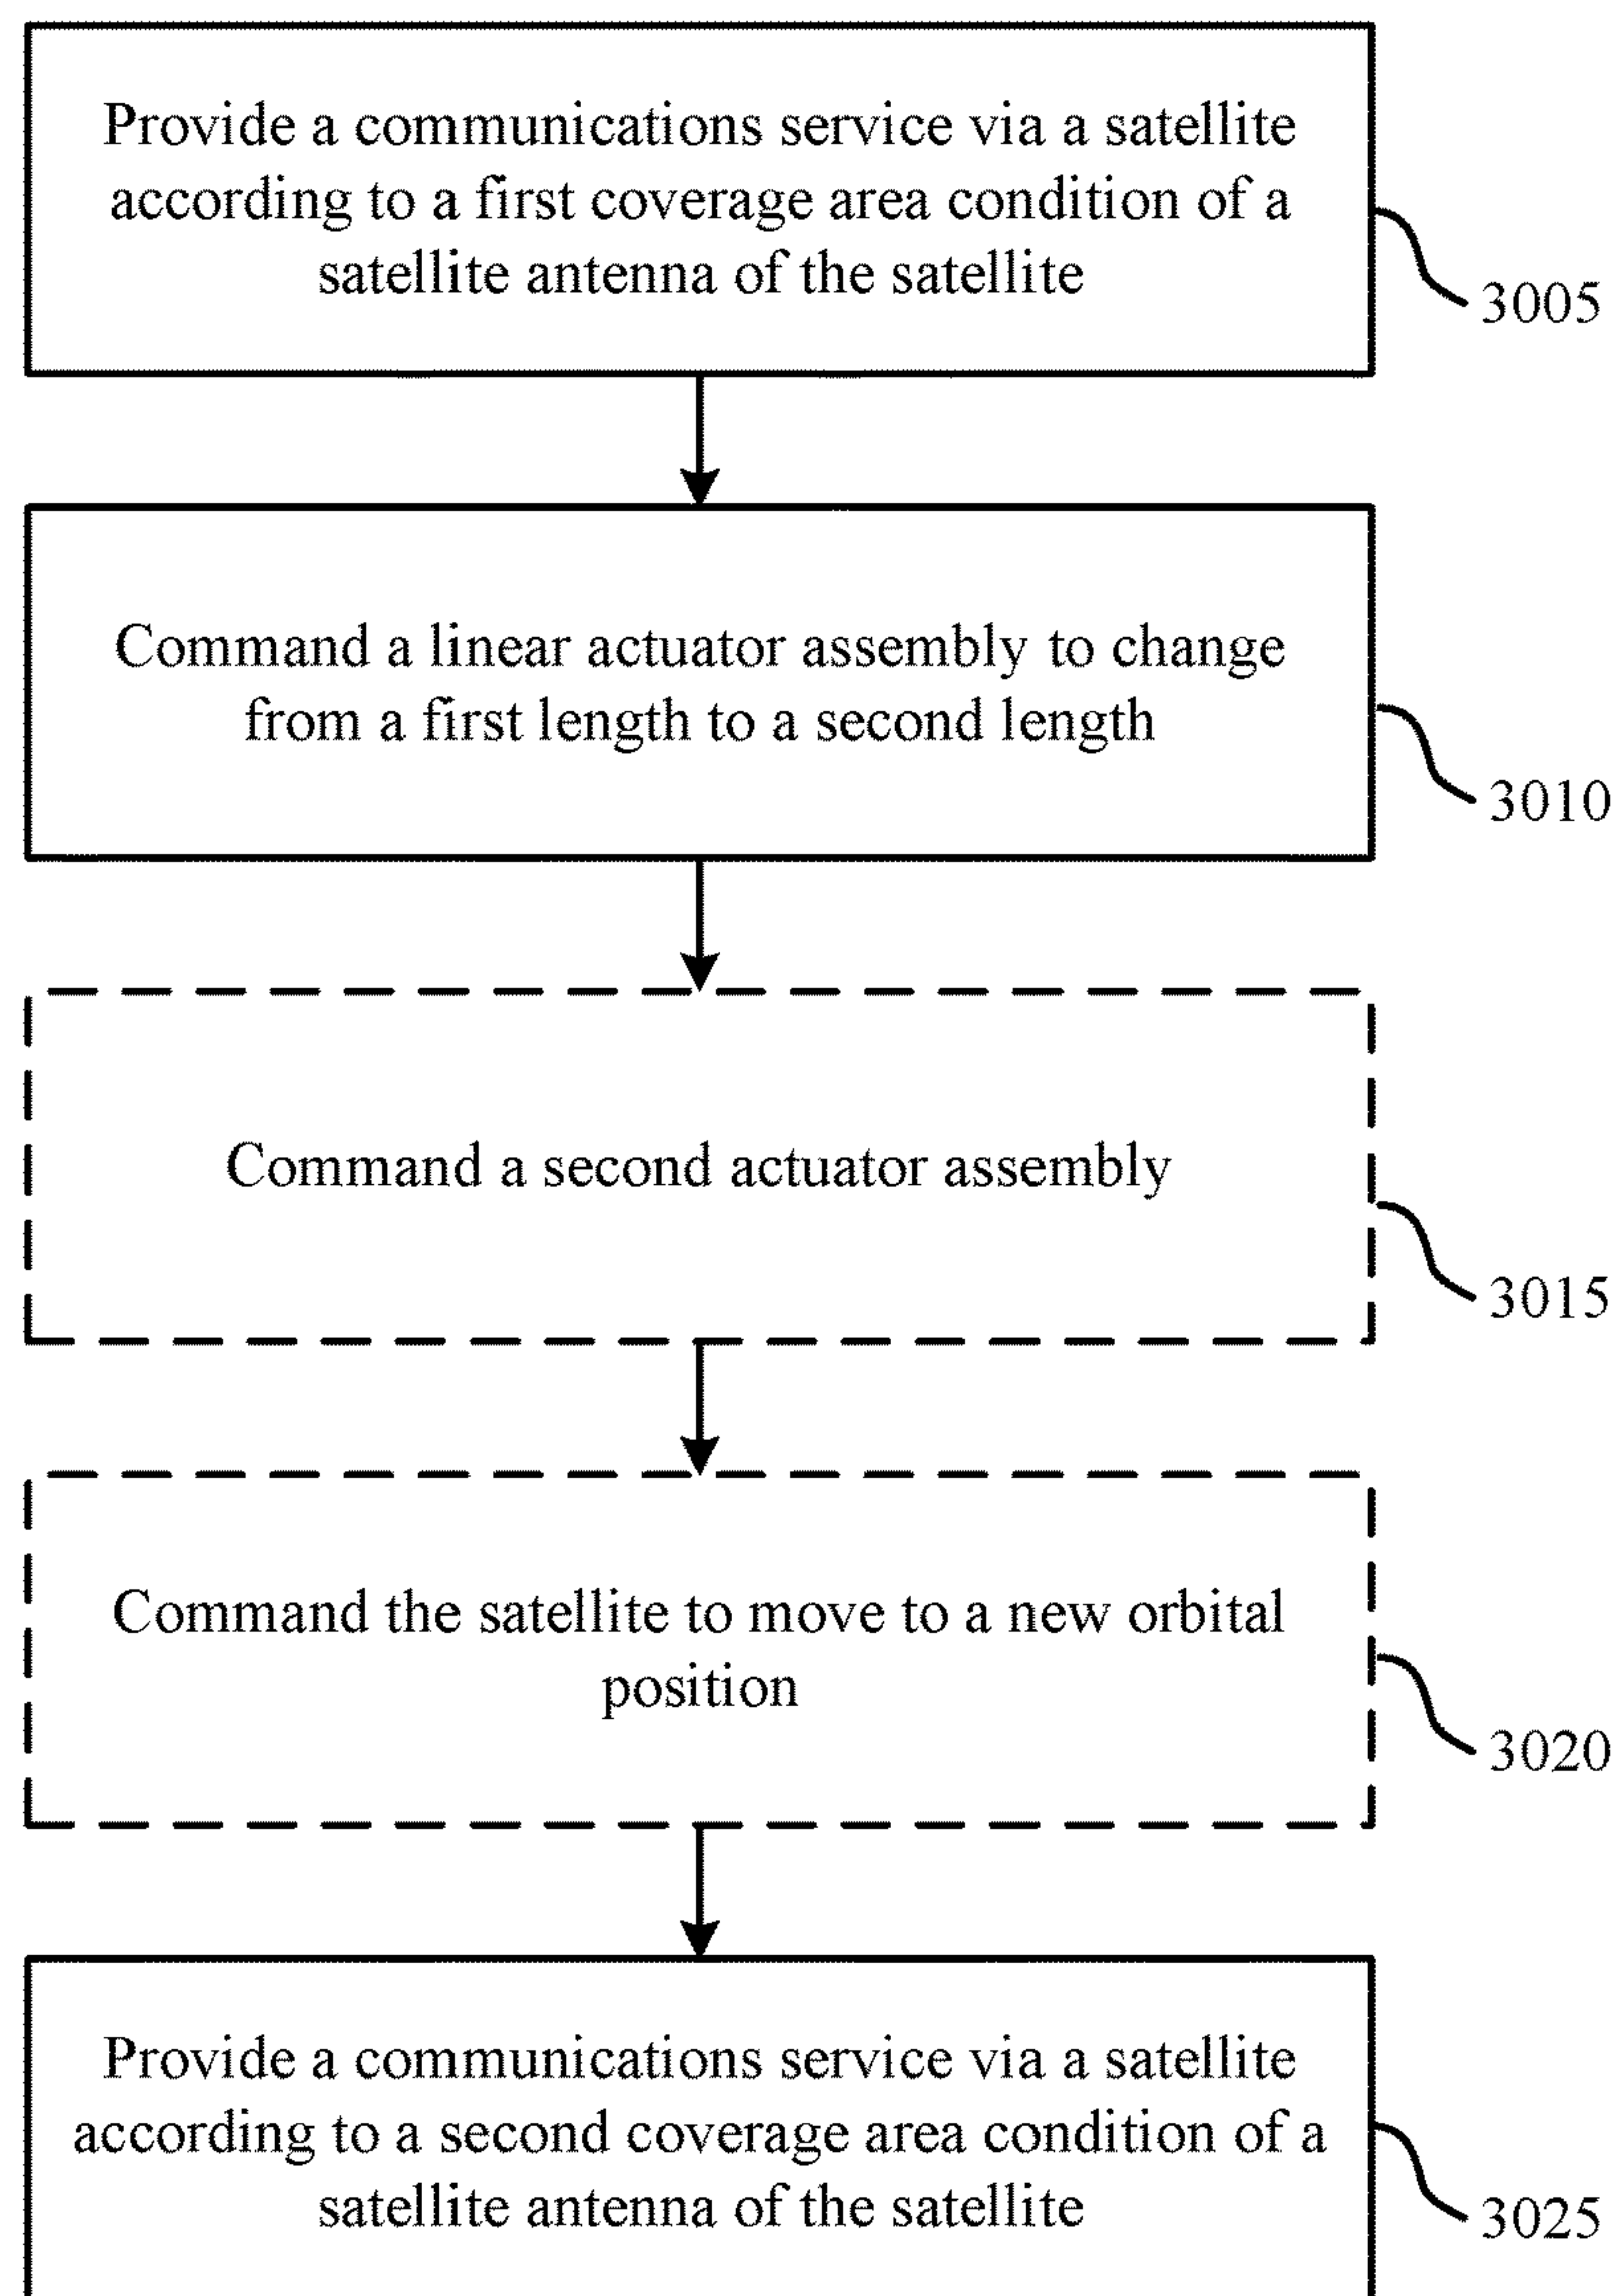 Provide a communications service via a satellite
according to a first coverage area condition of a
satellite antenna of the satellite
3005
Command a linear actuator assembly to change
from a first length to a second length
3010
Command a second actuator assembly
3015
Command the satellite to move to a new orbital
position
3020
Provide a communications service via a satellite
according to a second coverage area condition of a
satellite antenna of the satellite
3025